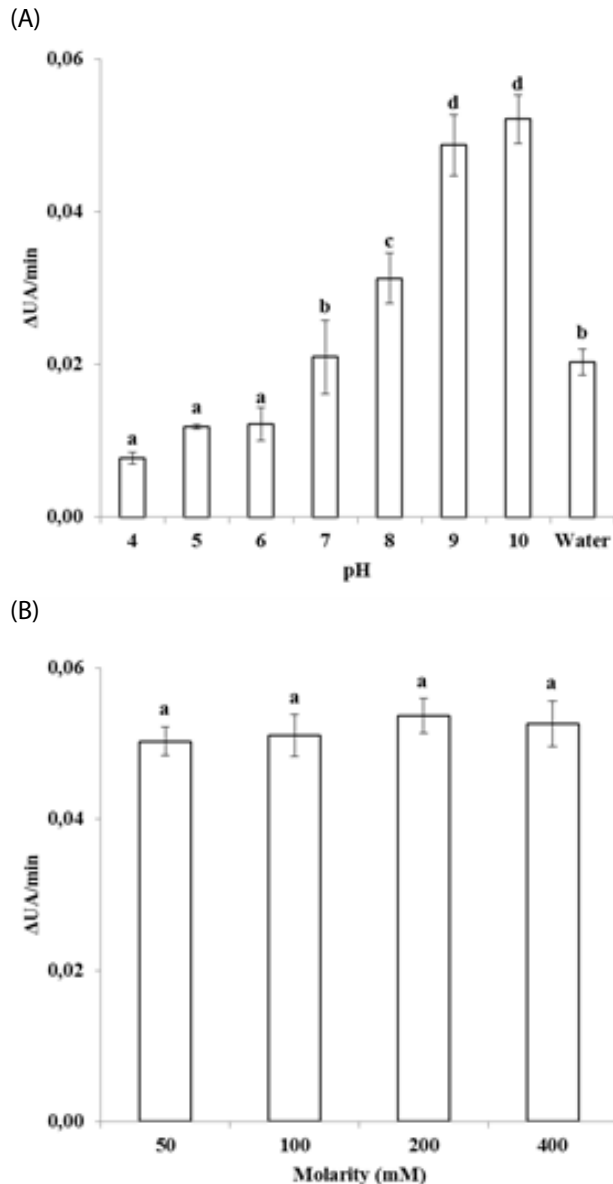 (A)
0,06
0,04
0,02
0,00
ΔUA/min
a
a
a
b
c
d
d
b
4 5 6 7 8 9 10 Water
pH
(B)
0,06
0,04
0,02
0,00
ΔUA/min
a a a a
50 100 200 400
Molarity (mM)